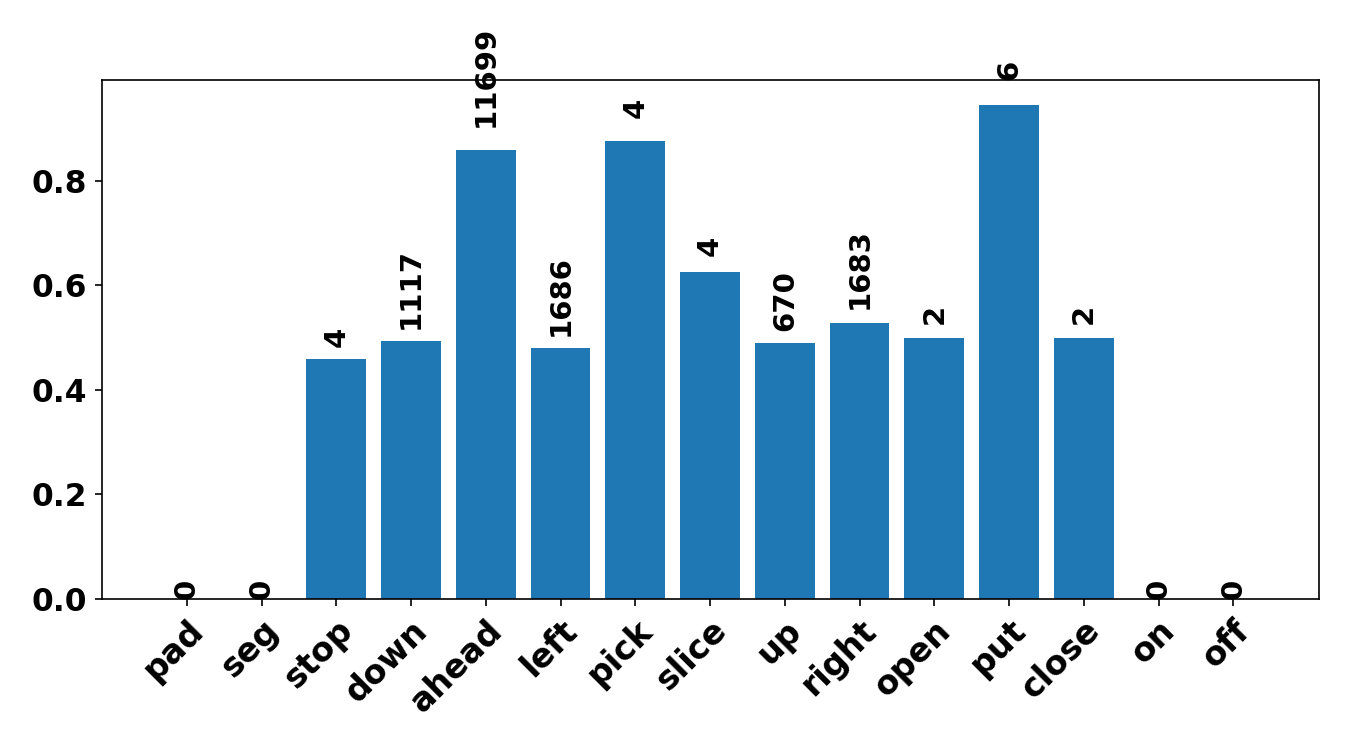 11699
6
4
1683
4
1117
1686
670
4
2
2
0
0
0
0
0.8
0.6
0.4
0.2
0.0
pad
seg
stop
down
ahead
left
pick
slice
up
right
open
put
close
on
off